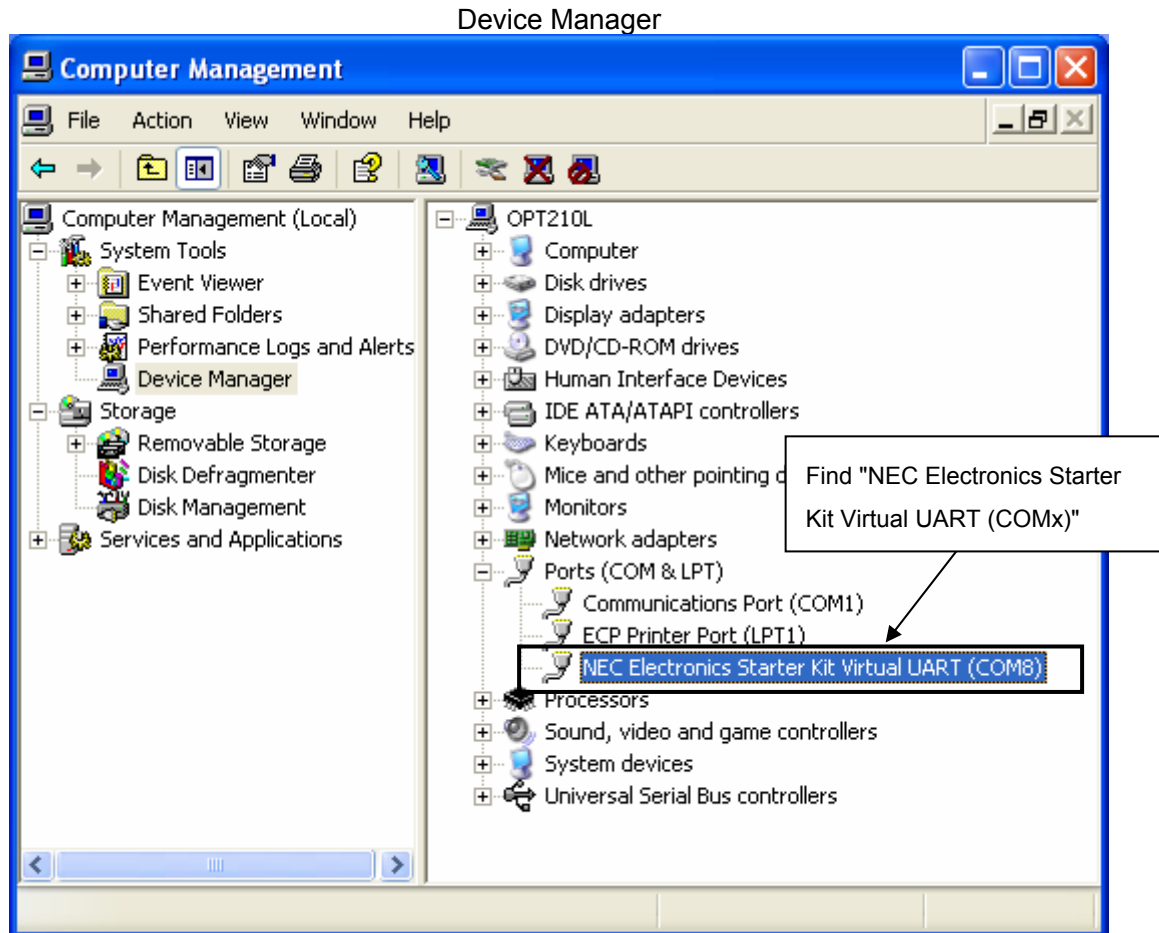 Device Manager
Computer Management
File Action View Window Help
Computer Management (Local)
System Tools
Event Viewer
Shared Folders
Performance Logs and Alerts
Device Manager
Storage
Removable Storage
Disk Defragmenter
Disk Management
Services and Applications
OPT210L
Computer
Disk drives
Display adapters
DVD/CD-ROM drives
Human Interface Devices
IDE ATA/ATAPI controllers
Keyboards
Mice and other pointing d
Monitors
Network adapters
Ports (COM & LPT)
Communications Port (COM1)
ECP Printer Port (LPT1)
NEC Electronics Starter Kit Virtual UART (COM8)
Processors
Sound, video and game controllers
System devices
Universal Serial Bus controllers
Find "NEC Electronics Starter
Kit Virtual UART (COMx)"